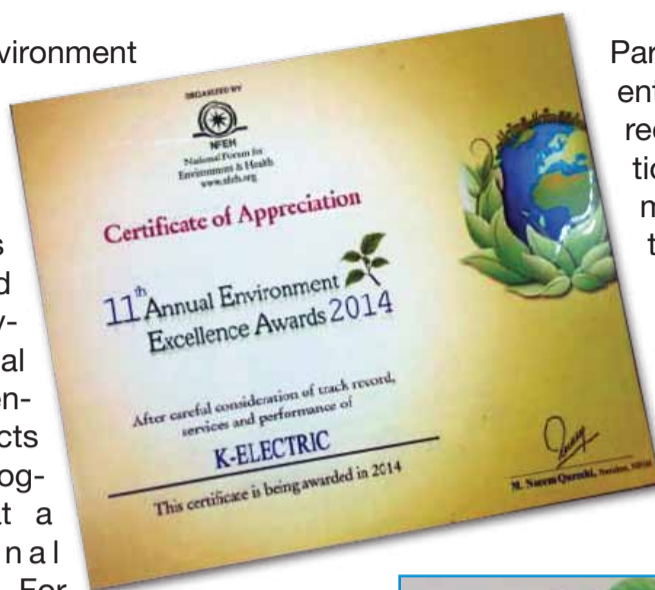 vironment
ORGANIZED BY
NFEH
National Forum for
Environment & Health
www.nfeh.org
Certificate of Appreciation
11th Annual Environment
Excellence Awards 2014
After careful consideration of track record,
services and performance of
K-ELECTRIC
This certificate is being awarded in 2014
M. Naeem Qureshi,
s
d
y-
al
en-
cts
og-
t a
nal
For
Par
ent
rec
tio
m
t